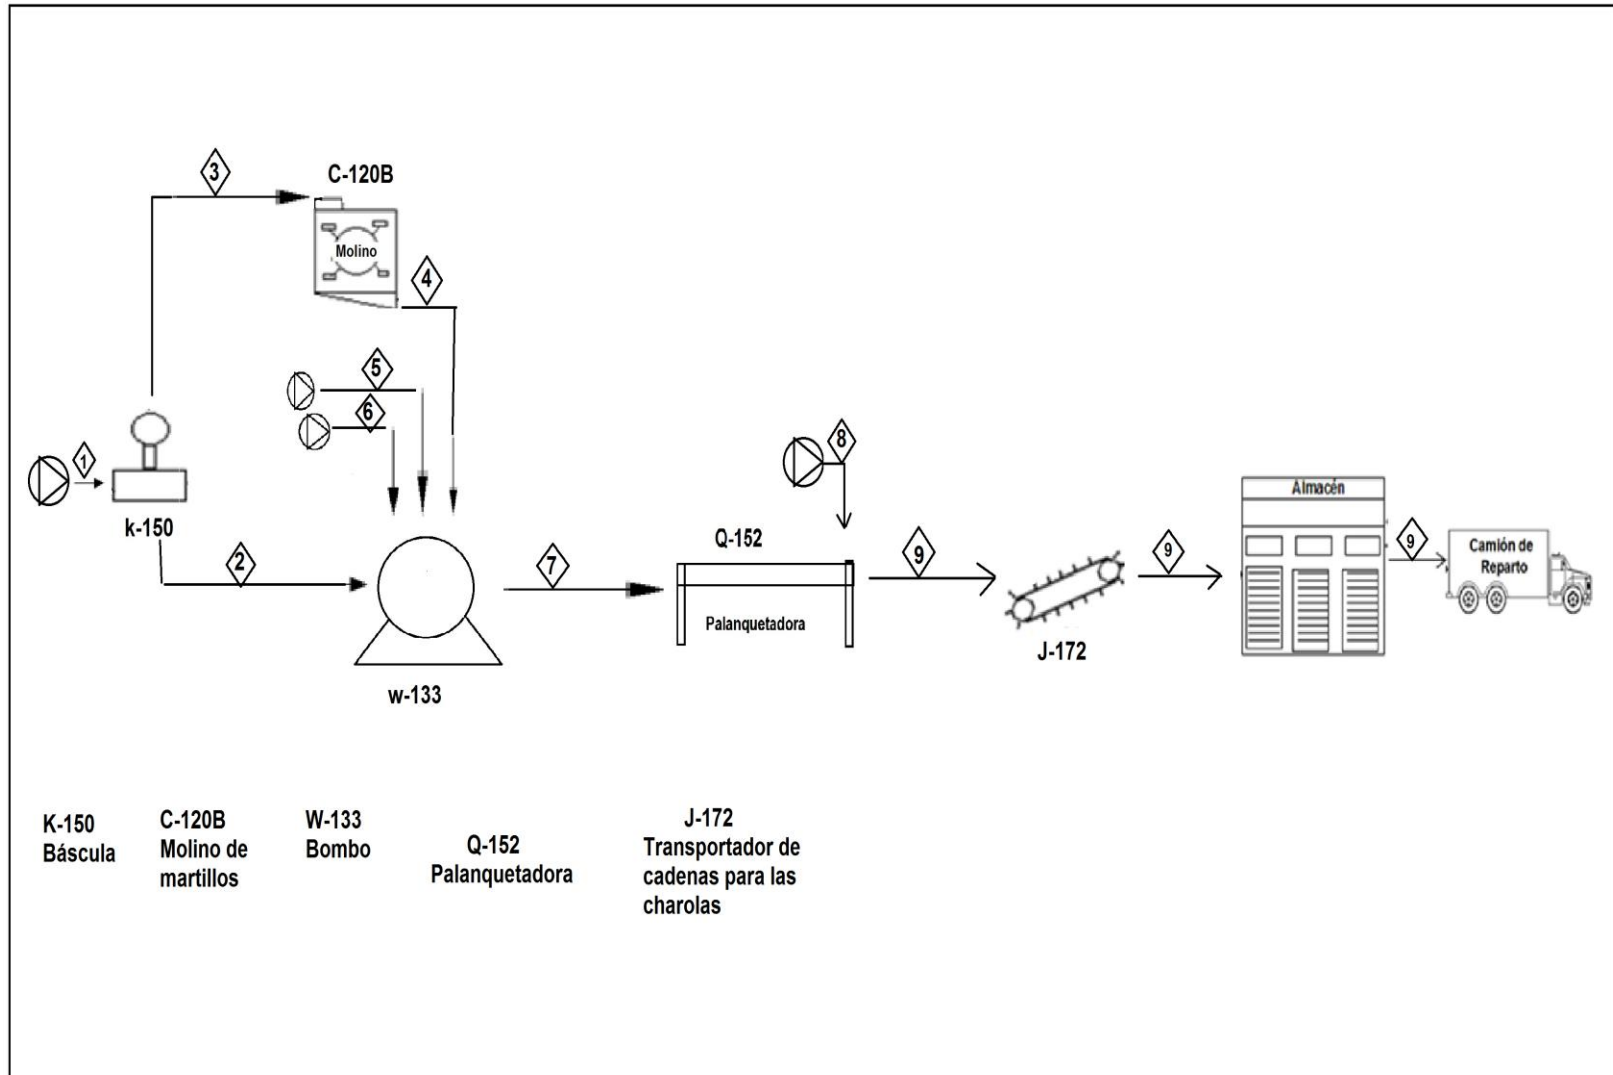 3
C-120B
Molino
4
5
6
1
k-150
2
w-133
7
8
Q-152
Palanquetadora
9
J-172
9
Almacén
9
Camión de
Reparto
K-150
Báscula
C-120B
Molino de
martillos
W-133
Bombo
Q-152
Palanquetadora
J-172
Transportador de
cadenas para las
charolas